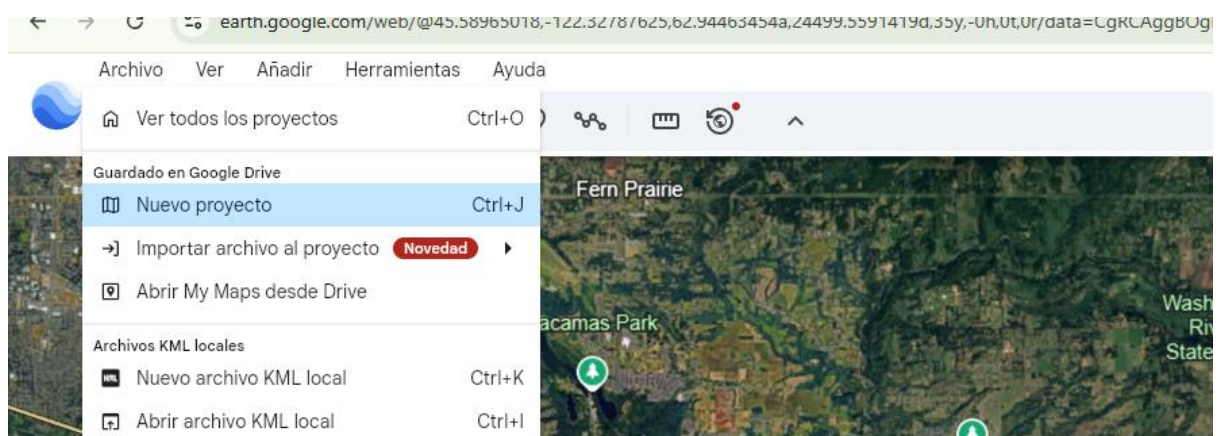 earth.google.com/web/@45.58965018,-122.32787625,62.94463454a,24499.5591419d,35y,-0h,0t,0r/data=CgRCAggBOg
Archivo Ver Añadir Herramientas Ayuda
Ver todos los proyectos Ctrl+O
Guardado en Google Drive
Nuevo proyecto Ctrl+J
Importar archivo al proyecto Novedad
Abrir My Maps desde Drive
Archivos KML locales
Nuevo archivo KML local Ctrl+K
Abrir archivo KML local Ctrl+I
Fern Prairie
acamas Park
Wash
Ri
State